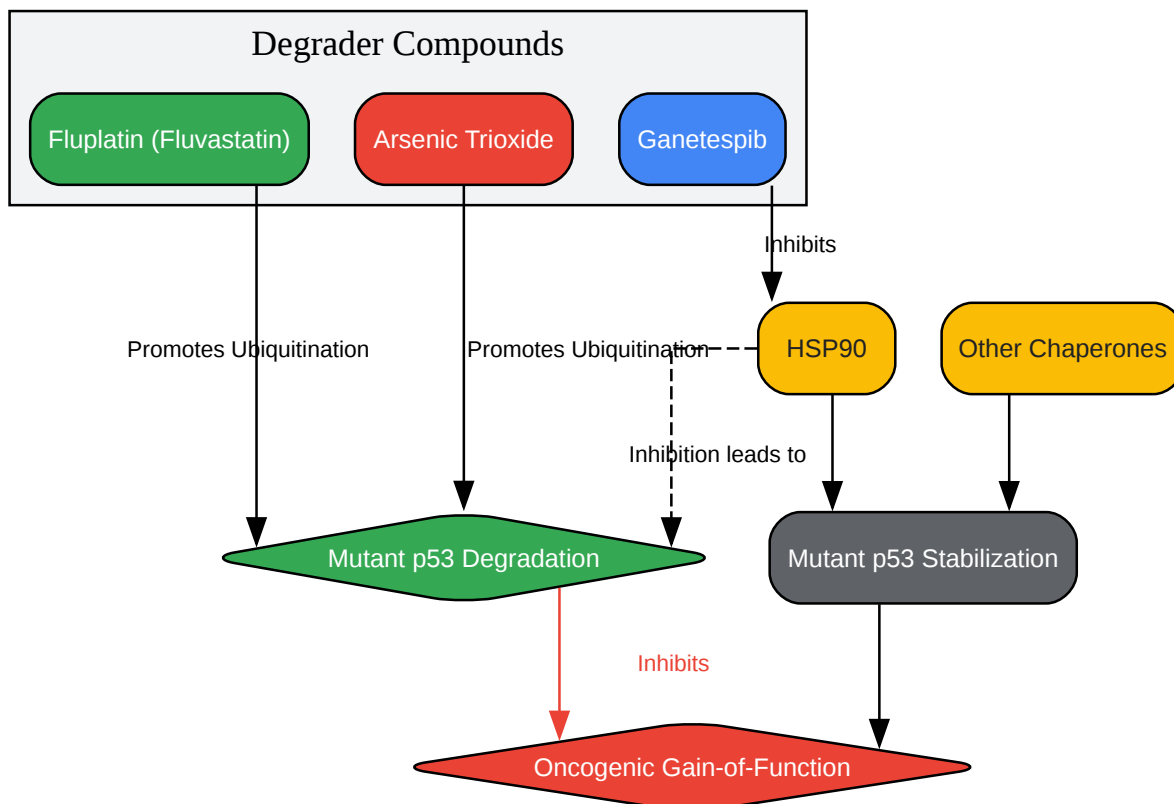 Degrader Compounds
Fluplatin (Fluvastatin)
Arsenic Trioxide
Ganetespib
Inhibits
Promotes Ubiquitination
Promotes Ubiquitination
HSP90
Other Chaperones
Inhibition leads to
Mutant p53 Degradation
Mutant p53 Stabilization
Inhibits
Oncogenic Gain-of-Function